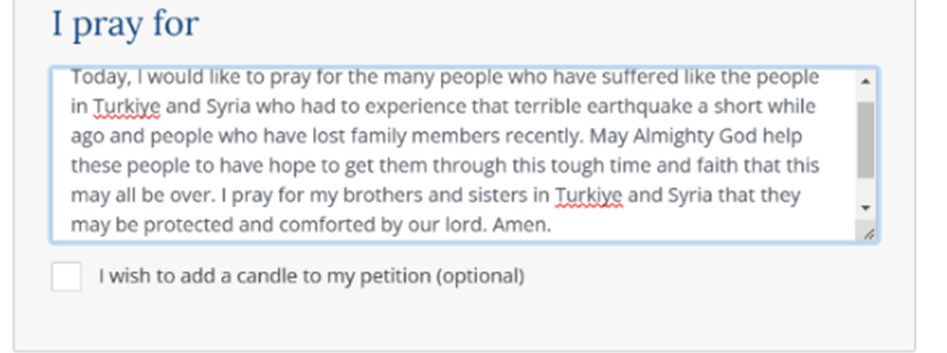 I pray for
Today, I would like to pray for the many people who have suffered like the people
in Turkiye and Syria who had to experience that terrible earthquake a short while
ago and people who have lost family members recently. May Almighty God help
these people to have hope to get them through this tough time and faith that this
may all be over. I pray for my brothers and sisters in Turkiye and Syria that they
may be protected and comforted by our lord. Amen.
I wish to add a candle to my petition (optional)